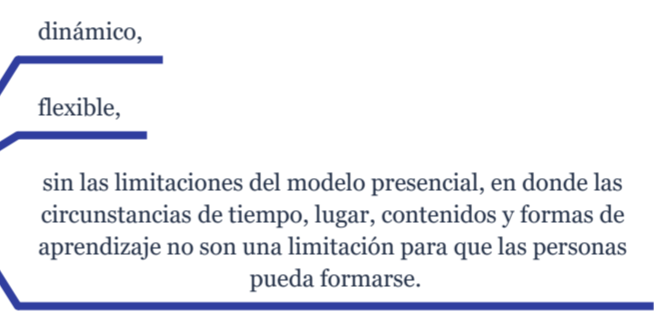 dinámico,
flexible,
sin las limitaciones del modelo presencial, en donde las
circunstancias de tiempo, lugar, contenidos y formas de
aprendizaje no son una limitación para que las personas
pueda formarse.